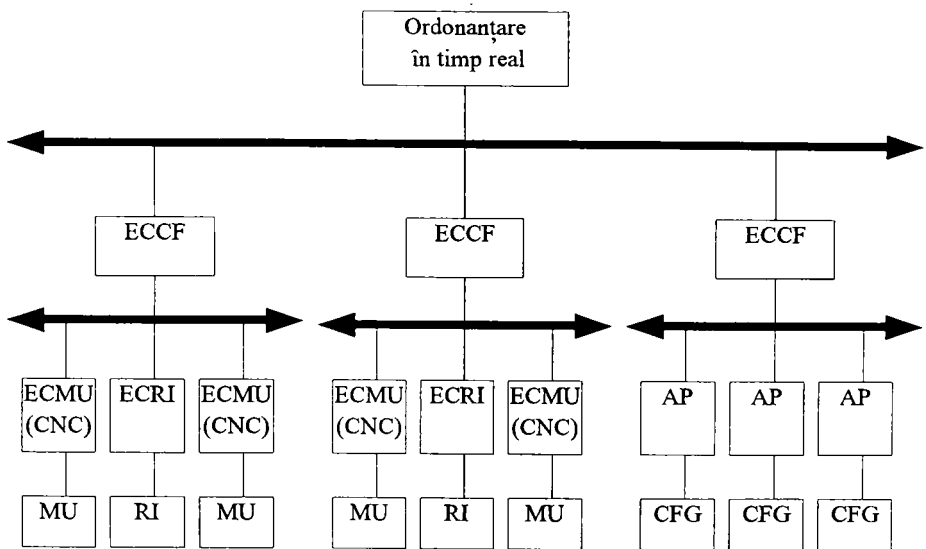 Ordonanțare
în timp real
ECCF
ECCF
ECCF
ECMU
(CNC)
ECRI
ECMU
(CNC)
ECMU
(CNC)
ECRI
ECMU
(CNC)
AP
AP
AP
MU
RI
MU
MU
RI
MU
CFG
CFG
CFG